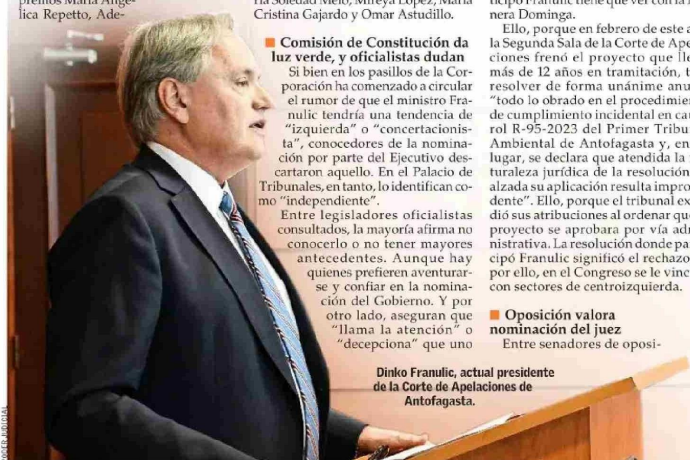 premios María Angé-
lica Repetto, Ade-
ría Soledad Melo, Mireya López, María
Cristina Gajardo y Omar Astudillo.
Comisión de Constitución da
luz verde, y oficialistas dudan
Si bien en los pasillos de la Cor-
poración ha comenzado a circular
el rumor de que el ministro Fra-
nulic tendría una tendencia de
“izquierda” o “concertacionis-
ta”, conocedores de la nomina-
ción por parte del Ejecutivo des-
cartaron aquello. En el Palacio de
Tribunales, en tanto, lo identifican co-
mo “independiente”.
Entre legisladores oficialistas
consultados, la mayoría afirma no
conocerlo o no tener mayores
antecedentes. Aunque hay
quienes prefieren aventurar-
se y confiar en la nomina-
ción del Gobierno. Y por
otro lado, aseguran que
“llama la atención” o
“decepciona” que uno
nera Dominga.
Ello, porque en febrero de este a
la Segunda Sala de la Corte de Apela-
ciones frenó el proyecto que lle
más de 12 años en tramitación, t
resolver de forma unánime anu
“todo lo obrado en el procedimien
de cumplimiento incidental en cau
rol R-95-2023 del Primer Tribu
Ambiental de Antofagasta y, en
lugar, se declara que atendida la
turaleza jurídica de la resolución
alzada su aplicación resulta impro
dente”. Ello, porque el tribunal ex
dió sus atribuciones al ordenar que
proyecto se aprobara por vía adr
nistrativa. La resolución donde pa
cipó Franulic significó el rechazo
por ello, en el Congreso se le vinc
con sectores de centroizquierda.
Oposición valora
nominación del juez
Entre senadores de oposi-
Dinko Franulic, actual presidente
de la Corte de Apelaciones de
Antofagasta.
PODER JUDICIAL